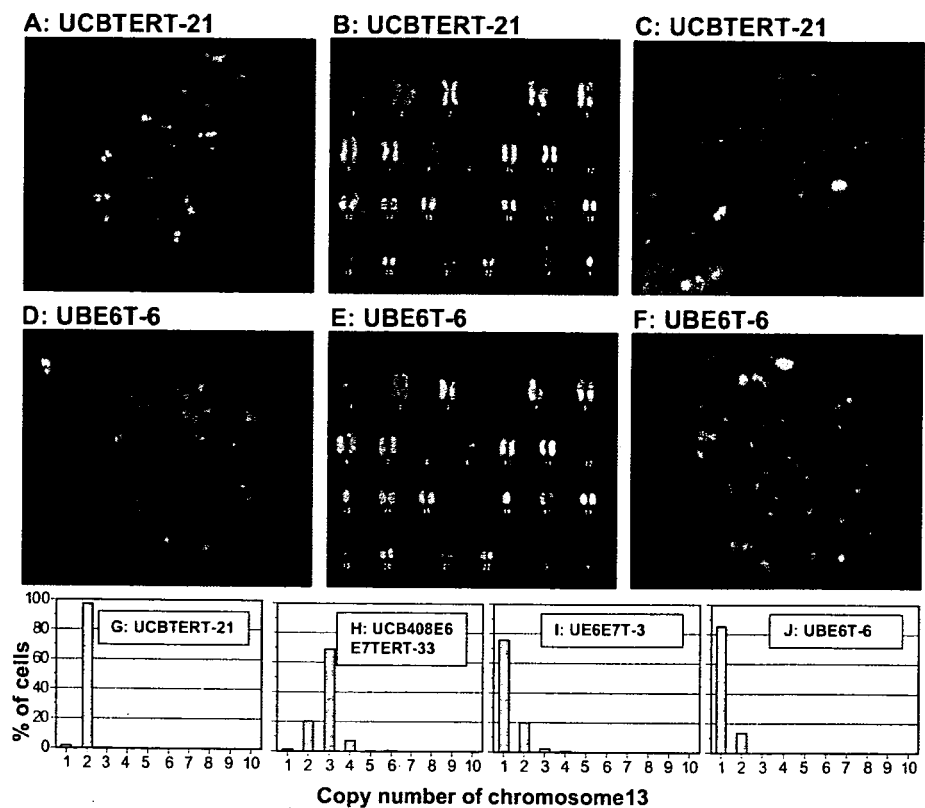 A: UCBTERT-21
B: UCBTERT-21
C: UCBTERT-21
D: UBE6T-6
E: UBE6T-6
F: UBE6T-6
% of cells
100
80
60
40
20
0
G: UCBTERT-21
H: UCB408E6
E7TERT-33
I: UE6E7T-3
J: UBE6T-6
1 2 3 4 5 6 7 8 9 10
1 2 3 4 5 6 7 8 9 10
1 2 3 4 5 6 7 8 9 10
1 2 3 4 5 6 7 8 9 10
Copy number of chromosome13